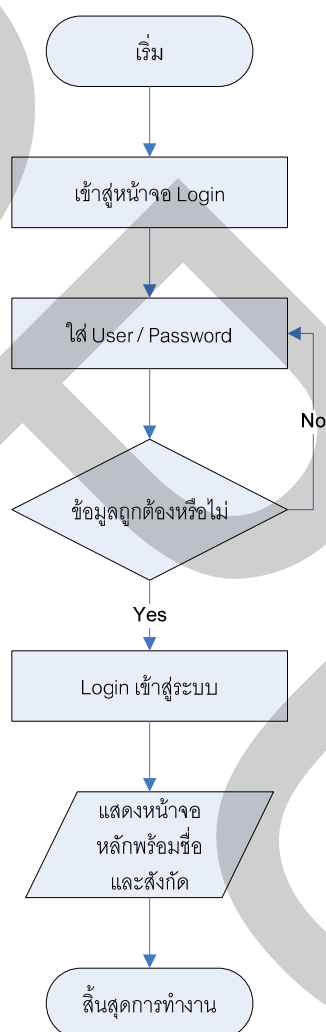 เริ่ม
เข้าสู่หน้าจอ Login
ใส่ User / Password
No
ข้อมูลถูกต้องหรือไม่
Yes
Login เข้าสู่ระบบ
แสดงหน้าจอ
หลักพร้อมชื่อ
และสังกัด
สิ้นสุดการทำงาน